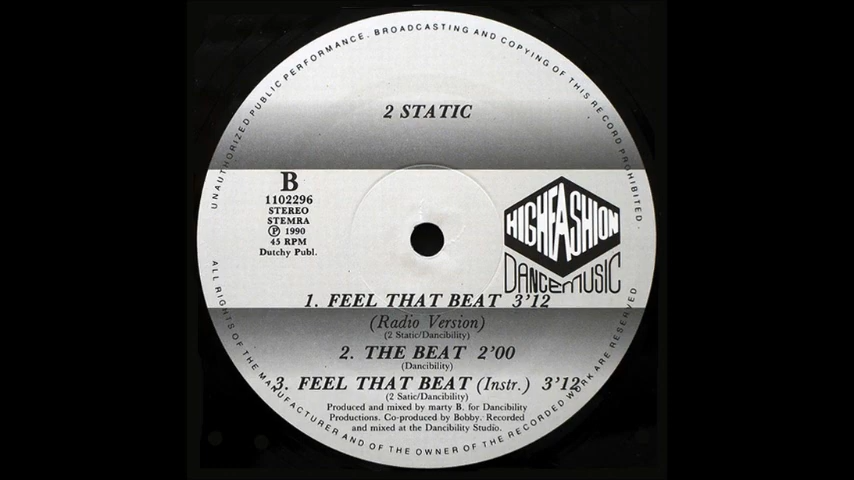 UNAUTHORIZED PUBLIC PERFORMANCE. BROADCASTING AND COPYING OF THIS RECORD PROHIBITED.
2 STATIC
B
1102296
STEREO
STEMRA
Ⓟ 1990
45 RPM
Dutchy Publ.
HIGH FASHION
DANCE MUSIC
1. FEEL THAT BEAT 3'12
(Radio Version)
(2 Static/Dancibility)
2. THE BEAT 2'00
(Dancibility)
3. FEEL THAT BEAT (Instr.) 3'12
(2 Satic/Dancibility)
Produced and mixed by marty B. for Dancibility
Productions. Co-produced by Bobby. Recorded
and mixed at the Dancibility Studio.
ALL RIGHTS OF THE MANUFACTURER AND OF THE OWNER OF THE RECORDED WORK ARE RESERVED